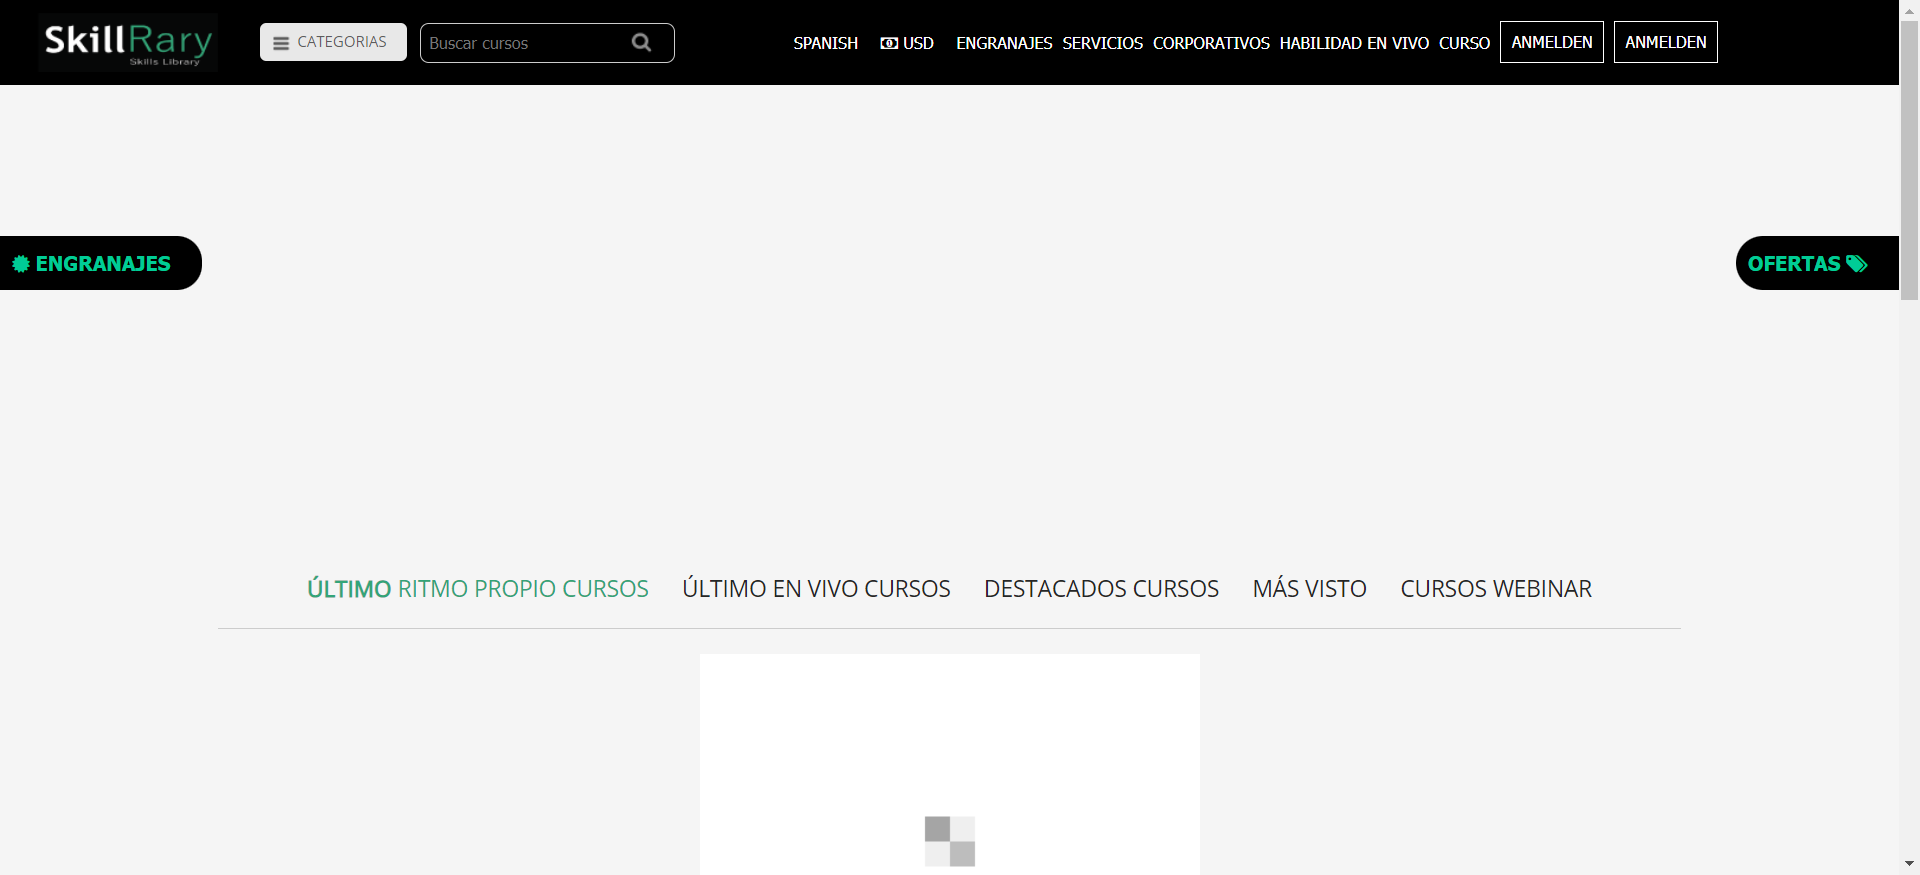 SkillRary
Skills Library
CATEGORIAS
Buscar cursos
SPANISH USD ENGRANAJES SERVICIOS CORPORATIVOS HABILIDAD EN VIVO CURSO ANMELDEN ANMELDEN
ENGRANAJES
OFERTAS
ÚLTIMO RITMO PROPIO CURSOS ÚLTIMO EN VIVO CURSOS DESTACADOS CURSOS MÁS VISTO CURSOS WEBINAR